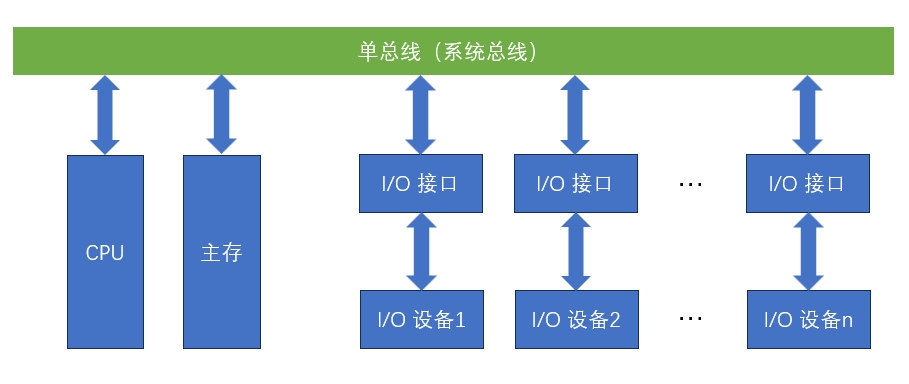 单总线（系统总线）
CPU
主存
I/O 接口
I/O 接口
…
I/O 接口
I/O 设备1
I/O 设备2
…
I/O 设备n